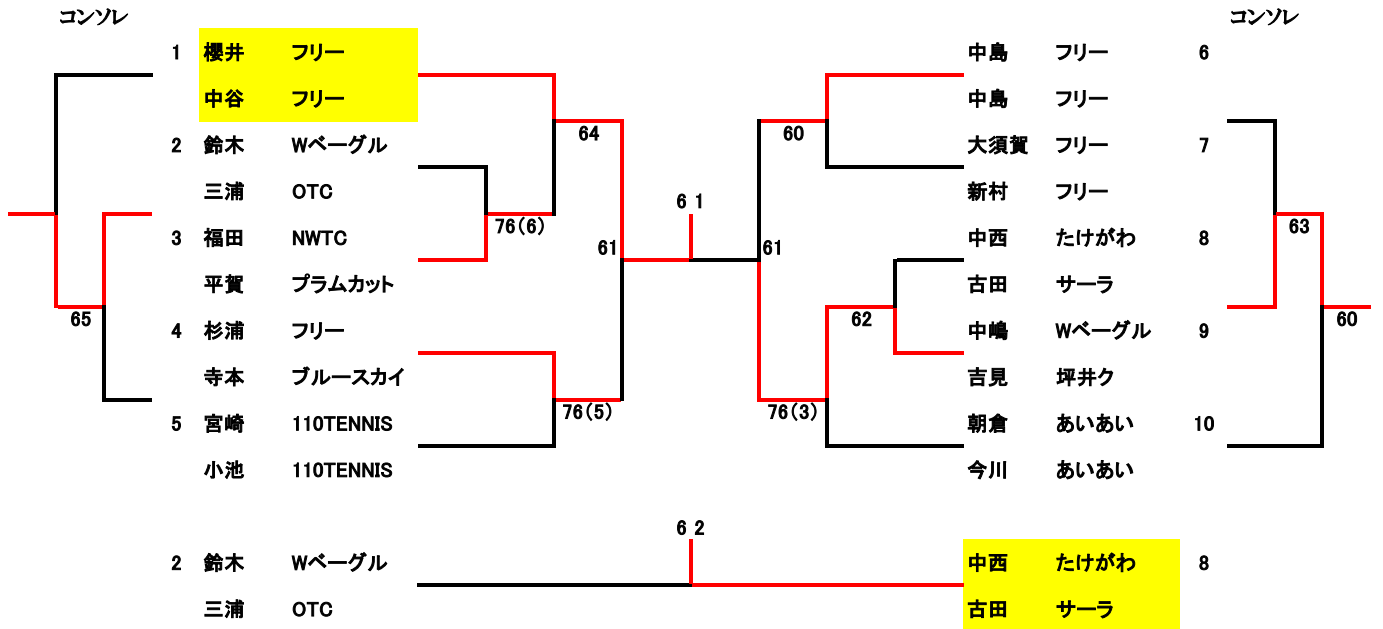 コンソレ コンソレ
1 櫻井 フリー 中島 フリー 6
中谷 フリー 中島 フリー
64 60
2 鈴木 Wベーグル 大須賀 フリー 7
三浦 OTC 新村 フリー
6 1
76(6) 63
3 福田 NWTC 61 61 中西 たけがわ 8
平賀 プラムカット 古田 サーラ
65 62 60
4 杉浦 フリー 中嶋 Wベーグル 9
寺本 ブルースカイ 吉見 坪井ク
76(5) 76(3)
5 宮崎 110TENNIS 朝倉 あいあい 10
小池 110TENNIS 今川 あいあい
6 2
2 鈴木 Wベーグル 中西 たけがわ 8
三浦 OTC 古田 サーラ